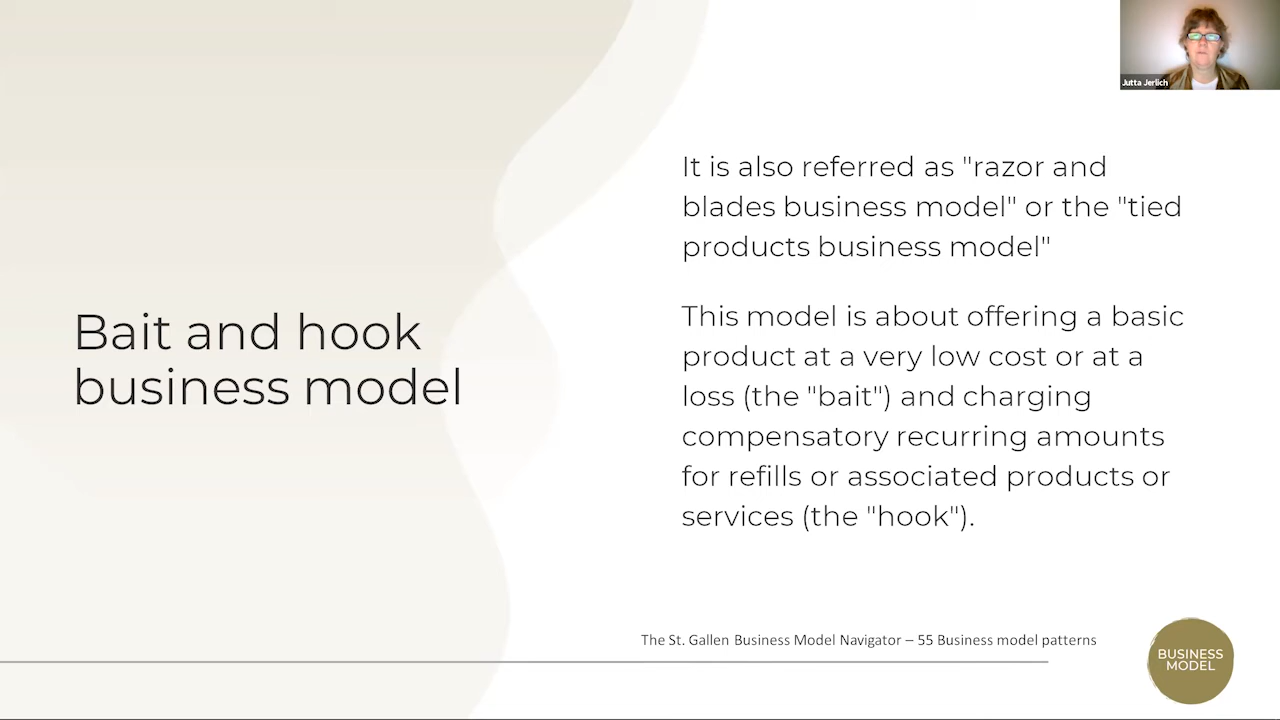 Jutta Jerlich
Bait and hook
business model
It is also referred as "razor and
blades business model" or the "tied
products business model"
This model is about offering a basic
product at a very low cost or at a
loss (the "bait") and charging
compensatory recurring amounts
for refills or associated products or
services (the "hook").
The St. Gallen Business Model Navigator – 55 Business model patterns
BUSINESS
MODEL